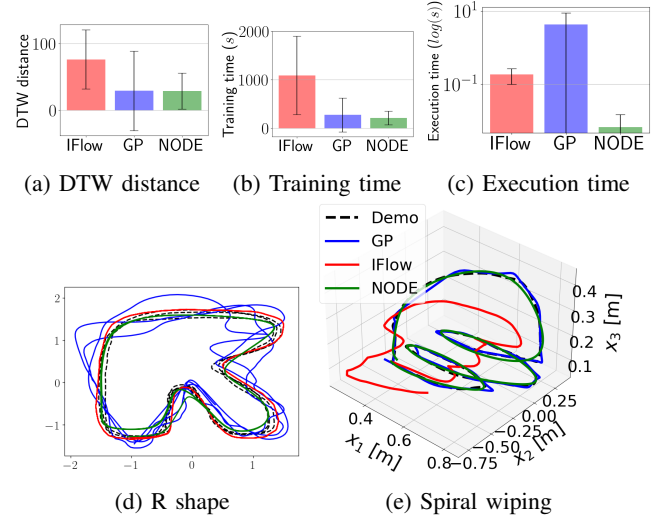 DTW distance
100
0
IFlow GP NODE
(a) DTW distance
Training time (s)
2000
1000
0
IFlow GP NODE
(b) Training time
Execution time (log(s))
10^1
10^−1
IFlow GP NODE
(c) Execution time
2
1
0
−1
−2 −1 0 1
(d) R shape
Demo
GP
IFlow
NODE
0.4
0.3
0.2
0.1
x_3 [m]
0.4
0.6
0.8
x_1 [m]
0.25
0.00
−0.25
−0.50
−0.75
x_2 [m]
(e) Spiral wiping